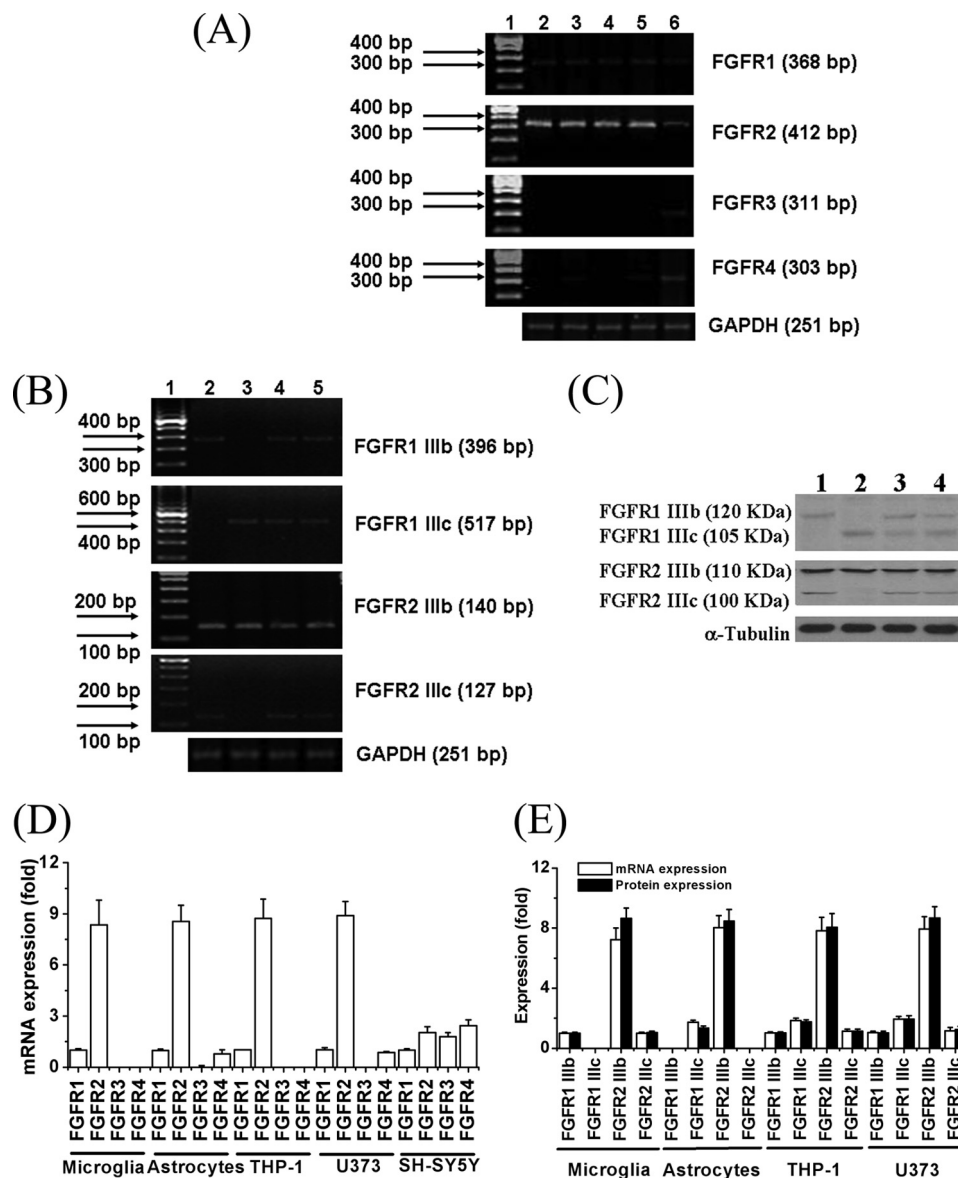 (A)
1 2 3 4 5 6
400 bp
300 bp
FGFR1 (368 bp)
400 bp
300 bp
FGFR2 (412 bp)
400 bp
300 bp
FGFR3 (311 bp)
400 bp
300 bp
FGFR4 (303 bp)
GAPDH (251 bp)
(B)
1 2 3 4 5
400 bp
300 bp
FGFR1 IIIb (396 bp)
600 bp
400 bp
FGFR1 IIIc (517 bp)
200 bp
100 bp
FGFR2 IIIb (140 bp)
200 bp
100 bp
FGFR2 IIIc (127 bp)
GAPDH (251 bp)
(C)
1 2 3 4
FGFR1 IIIb (120 KDa)
FGFR1 IIIc (105 KDa)
FGFR2 IIIb (110 KDa)
FGFR2 IIIc (100 KDa)
α-Tubulin
(D)
mRNA expression (fold)
12
9
6
3
0
FGFR1 FGFR2 FGFR3 FGFR4 FGFR1 FGFR2 FGFR3 FGFR4 FGFR1 FGFR2 FGFR3 FGFR4 FGFR1 FGFR2 FGFR3 FGFR4 FGFR1 FGFR2 FGFR3 FGFR4
Microglia Astrocytes THP-1 U373 SH-SY5Y
(E)
Expression (fold)
12
8
4
0
mRNA expression
Protein expression
FGFR1 IIIb FGFR1 IIIc FGFR2 IIIb FGFR2 IIIc FGFR1 IIIb FGFR1 IIIc FGFR2 IIIb FGFR2 IIIc FGFR1 IIIb FGFR1 IIIc FGFR2 IIIb FGFR2 IIIc FGFR1 IIIb FGFR1 IIIc FGFR2 IIIb FGFR2 IIIc
Microglia Astrocytes THP-1 U373